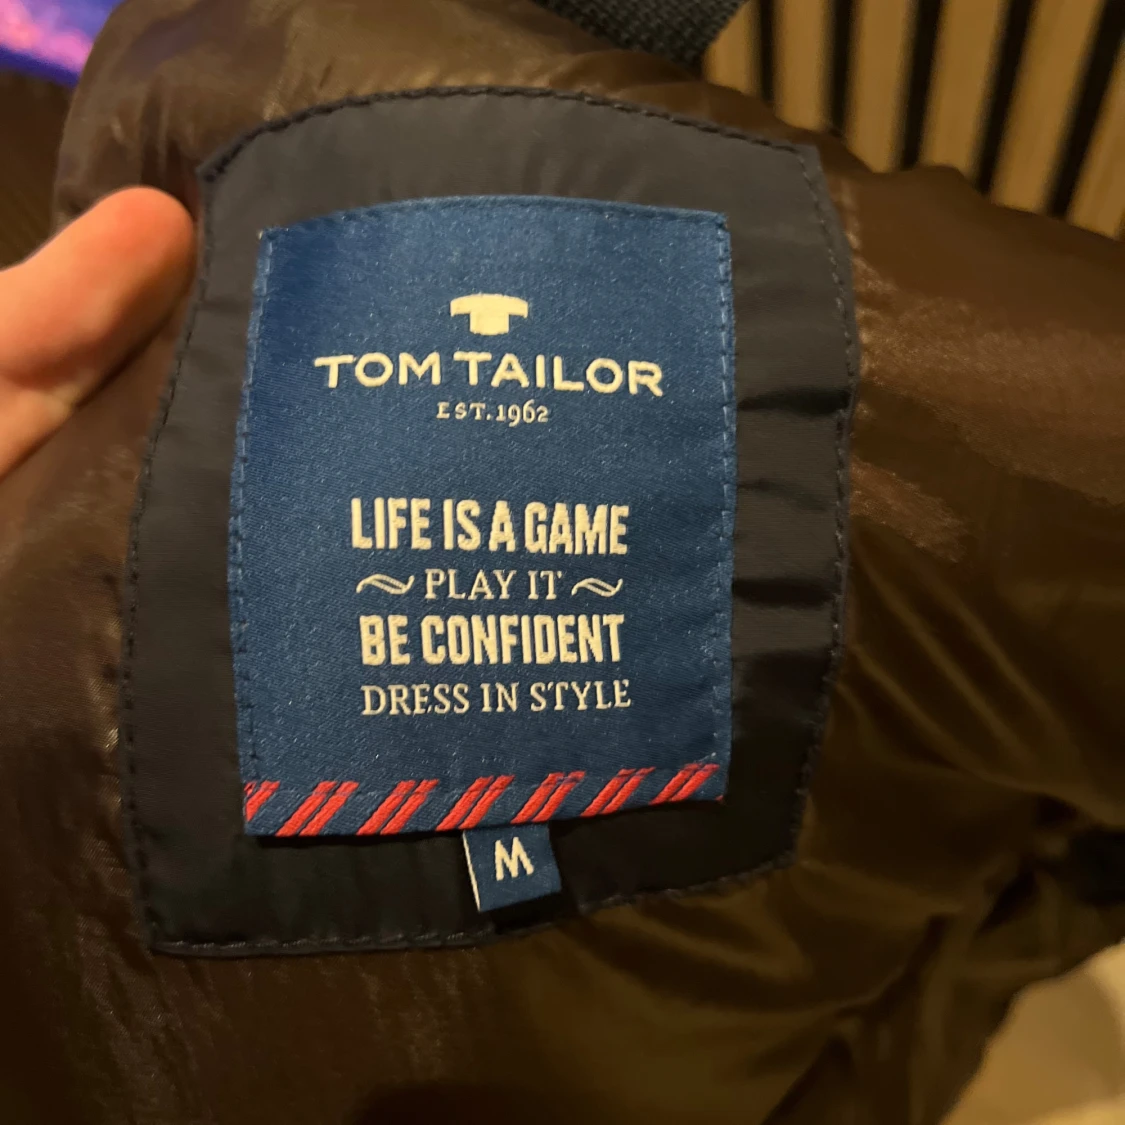 TOM TAILOR
EST. 1962
LIFE IS A GAME
PLAY IT
BE CONFIDENT
DRESS IN STYLE
M